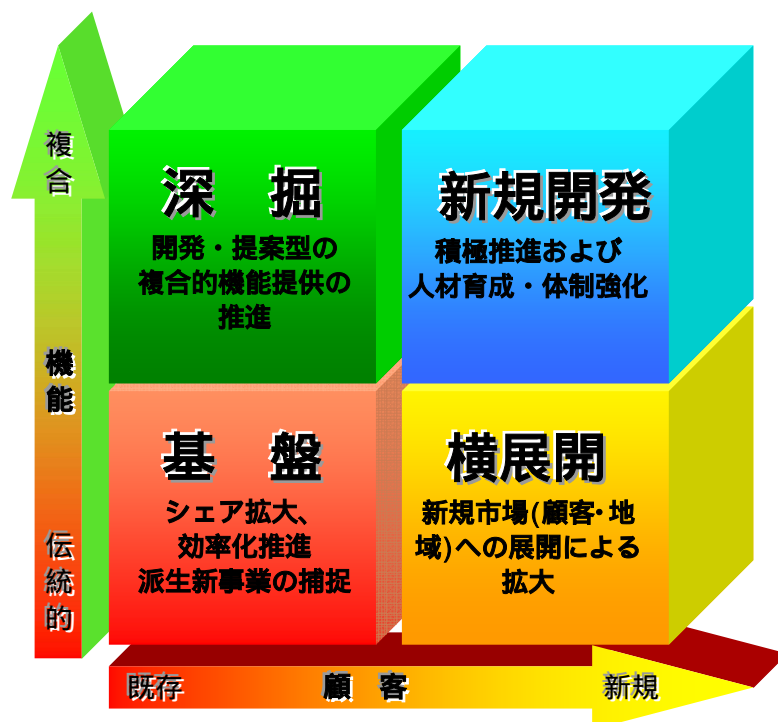 複合
機能
伝統的
深　掘
開発・提案型の
複合的機能提供の
推進
新規開発
積極推進および
人材育成・体制強化
基　盤
シェア拡大、
効率化推進
派生新事業の捕捉
横展開
新規市場(顧客・地
域)への展開による
拡大
既存
顧　客
新規